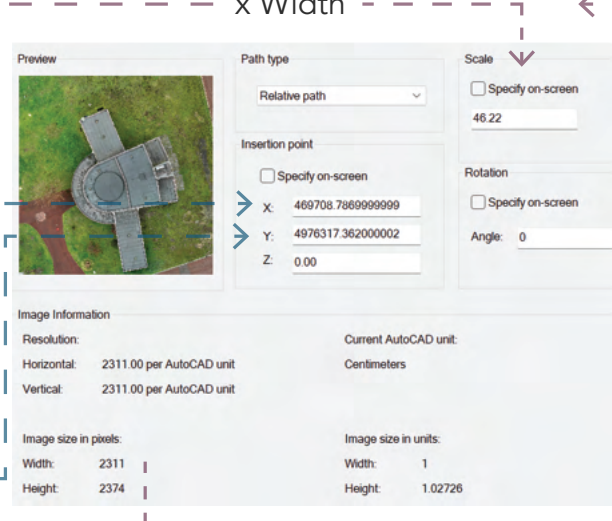 x Width
Preview
Path type
Relative path
Scale
Specify on-screen
46.22
Insertion point
Specify on-screen
X: 469708.7869999999
Y: 4976317.362000002
Z: 0.00
Rotation
Specify on-screen
Angle: 0
Image Information
Resolution:
Horizontal: 2311.00 per AutoCAD unit
Vertical: 2311.00 per AutoCAD unit
Current AutoCAD unit:
Centimeters
Image size in pixels:
Width: 2311
Height: 2374
Image size in units:
Width: 1
Height: 1.02726